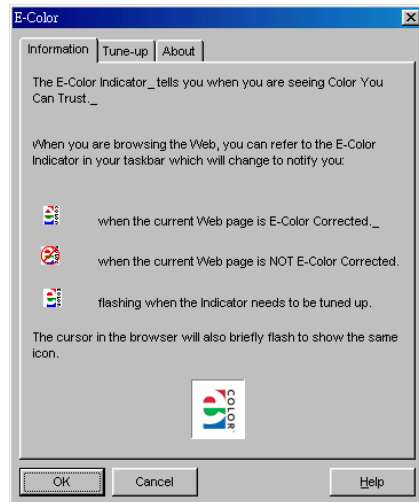 E-Color
Information Tune-up About
The E-Color Indicator_ tells you when you are seeing Color You
Can Trust._
When you are browsing the Web, you can refer to the E-Color
Indicator in your taskbar which will change to notify you:
when the current Web page is E-Color Corrected._
when the current Web page is NOT E-Color Corrected.
flashing when the Indicator needs to be tuned up.
The cursor in the browser will also briefly flash to show the same
icon.
COLOR
OK Cancel Help